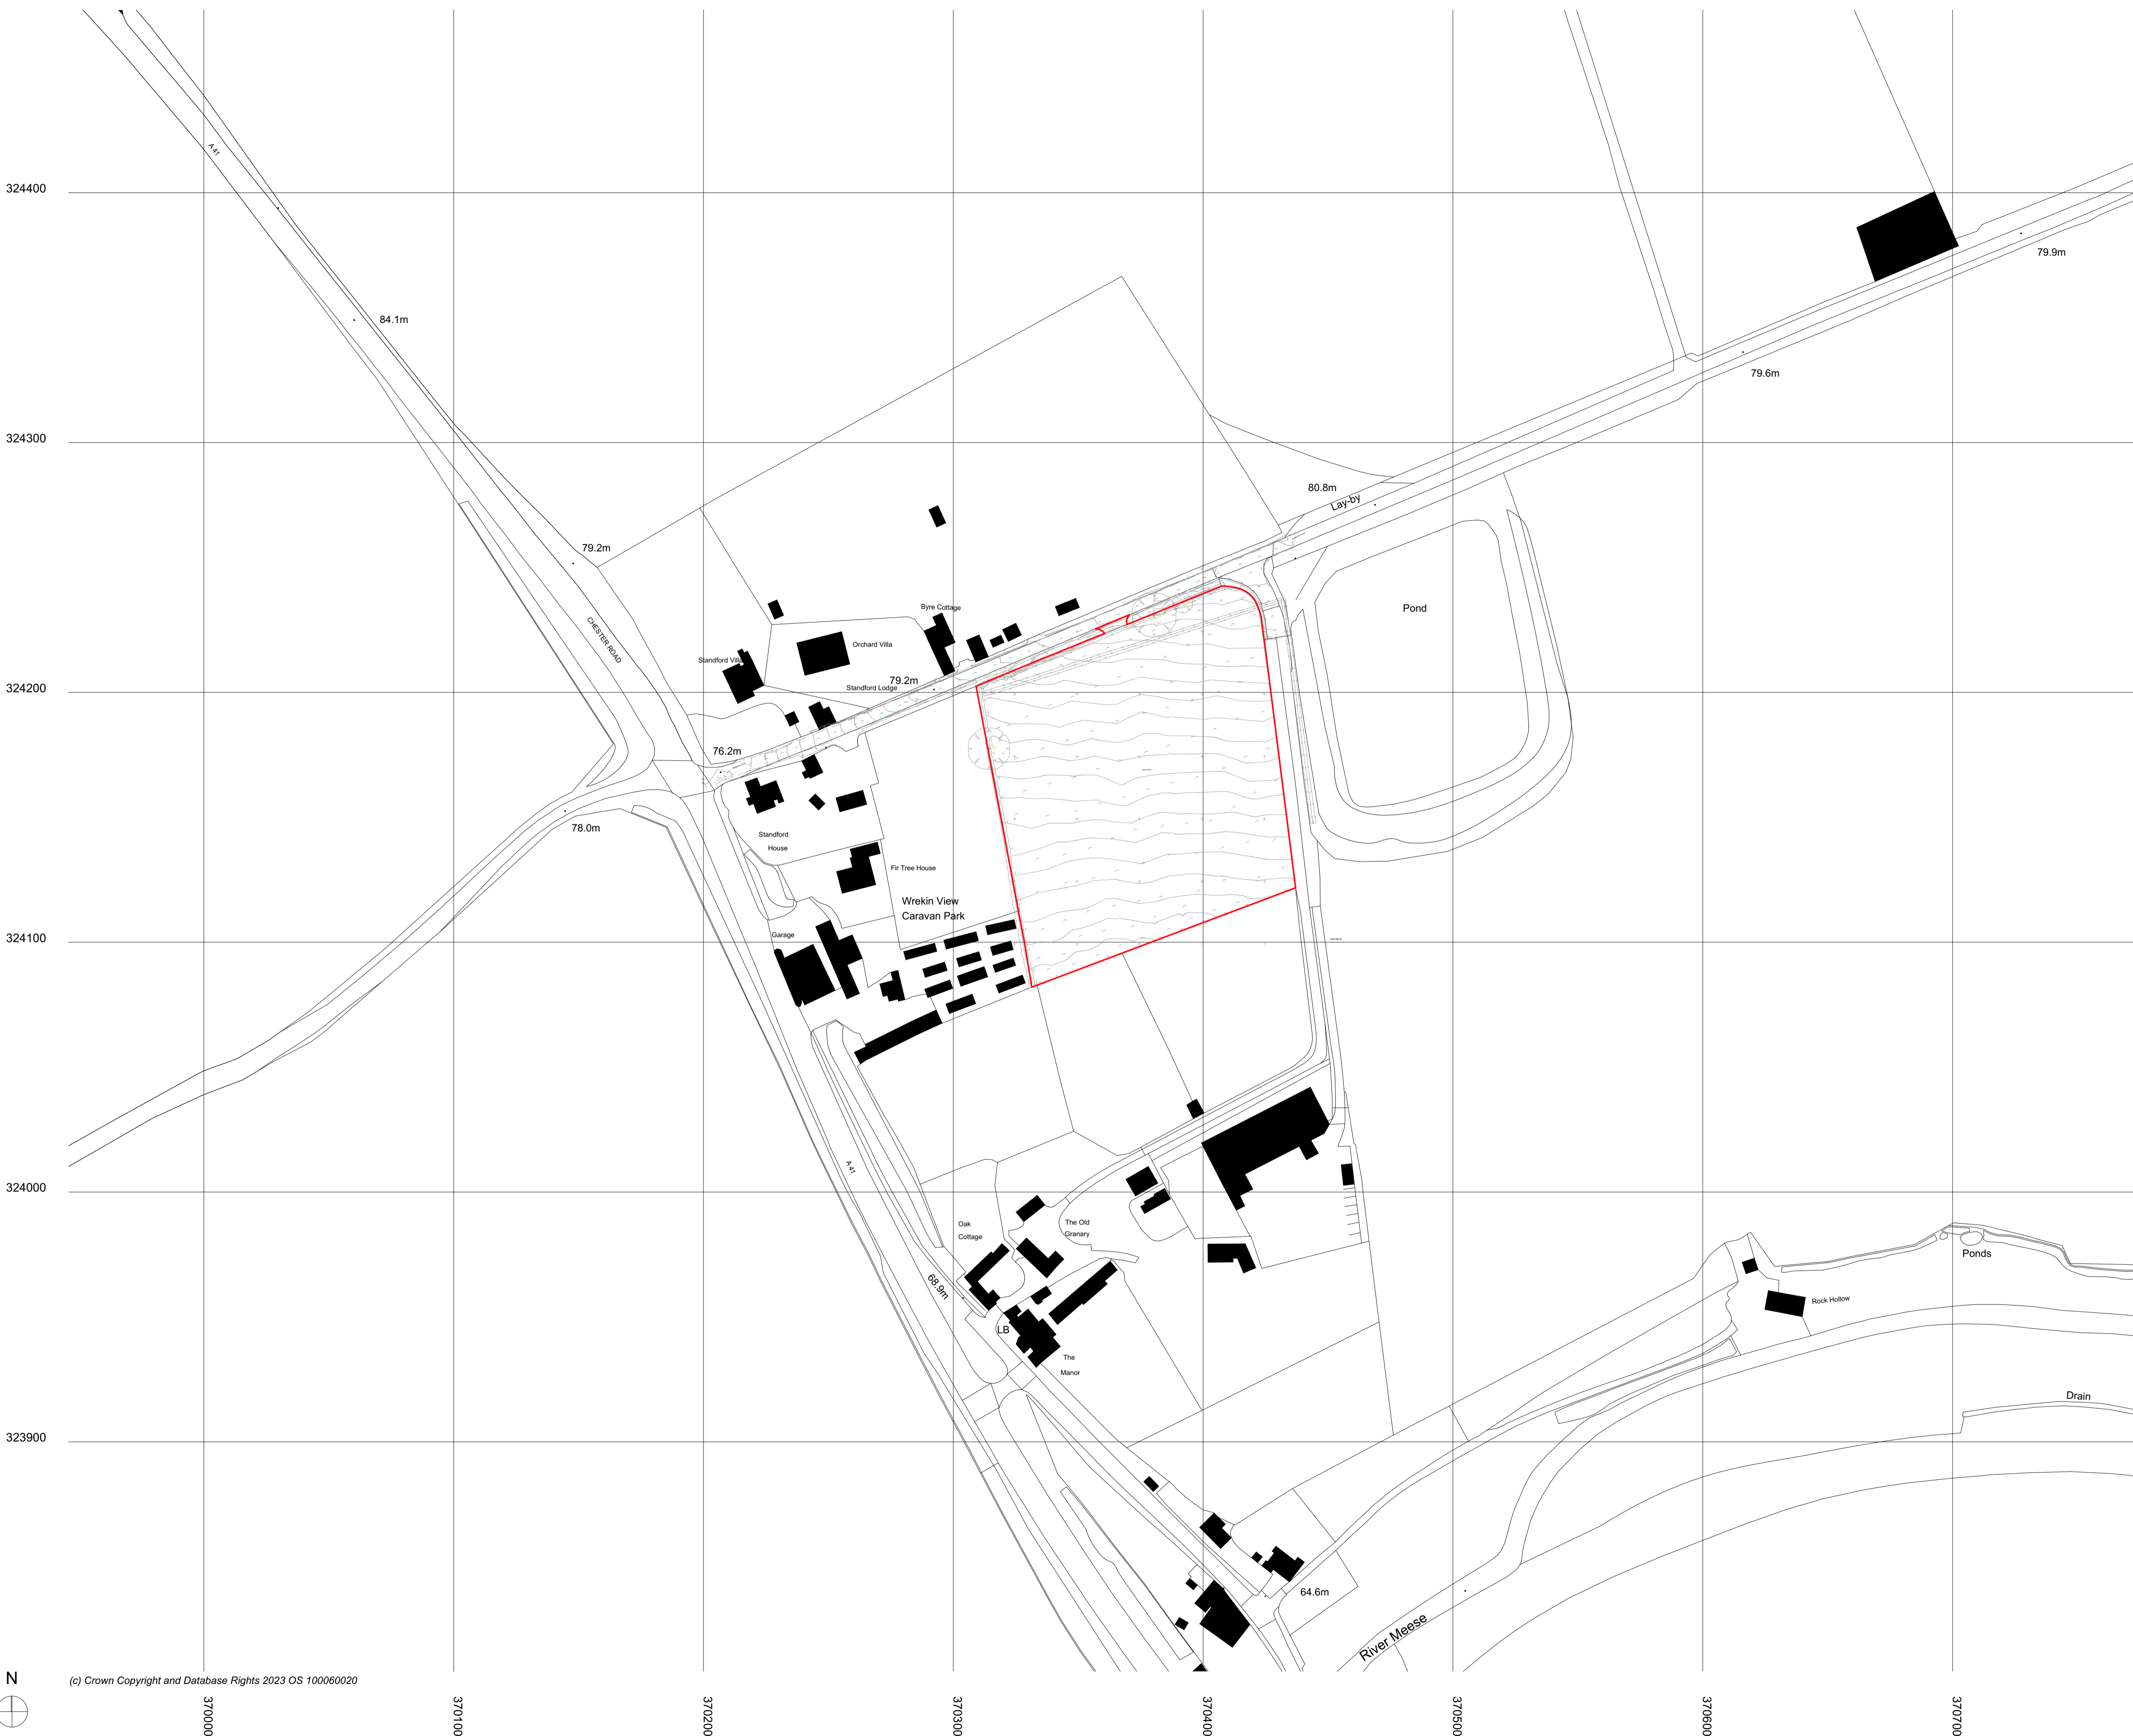 A 41
324400
79.9m
84.1m
79.6m
324300
80.8m
Lay-by
79.2m
Byre Cottage
Pond
CHESTER ROAD
Orchard Villa
Standford Villa
79.2m
Standford Lodge
324200
76.2m
78.0m
Standford
House
Fir Tree House
Wrekin View
Caravan Park
Garage
324100
A 41
324000
Oak
Cottage
The Old
Granary
Ponds
68.9m
Rock Hollow
LB
The
Manor
Drain
323900
64.6m
River Meese
N
(c) Crown Copyright and Database Rights 2023 OS 100060020
370000
370100
370200
370300
370400
370500
370600
370700